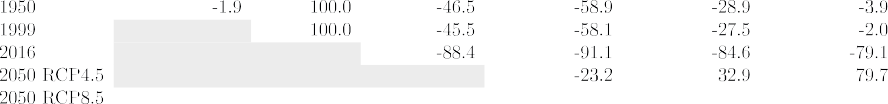 1950 -1.9 100.0 -46.5 -58.9 -28.9 -3.9
1999 100.0 -45.5 -58.1 -27.5 -2.0
2016 -88.4 -91.1 -84.6 -79.1
2050 RCP4.5 -23.2 32.9 79.7
2050 RCP8.5